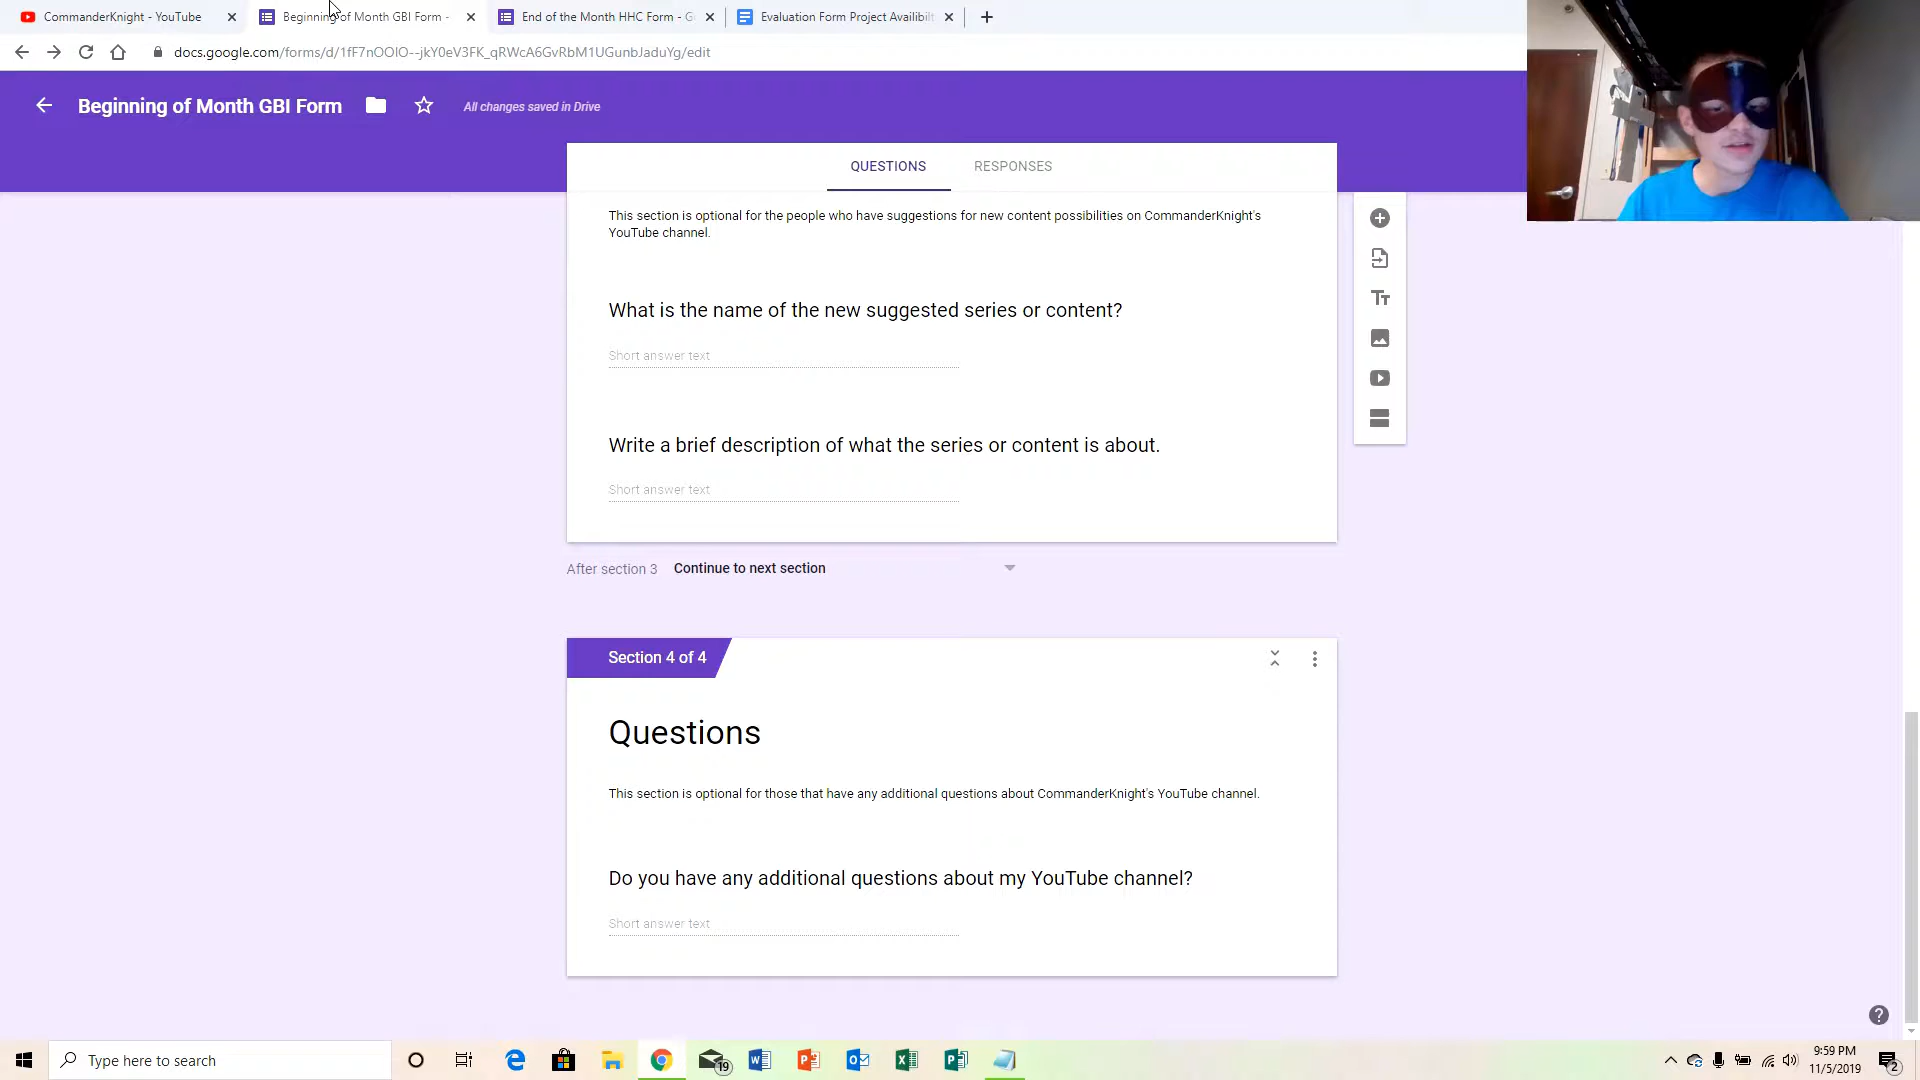 CommanderKnight - YouTube
Beginning of Month GBI Form -
End of the Month HHC Form - G
Evaluation Form Project Availibilt
docs.google.com/forms/d/1fF7nOOlO--jkY0eV3FK_qRWcA6GvRbM1UGunbJaduYg/edit
Beginning of Month GBI Form
All changes saved in Drive
QUESTIONS
RESPONSES
This section is optional for the people who have suggestions for new content possibilities on CommanderKnight's
YouTube channel.
What is the name of the new suggested series or content?
Short answer text
Write a brief description of what the series or content is about.
Short answer text
After section 3 Continue to next section
Section 4 of 4
Questions
This section is optional for those that have any additional questions about CommanderKnight's YouTube channel.
Do you have any additional questions about my YouTube channel?
Short answer text
Type here to search
19
9:59 PM
11/5/2019
2